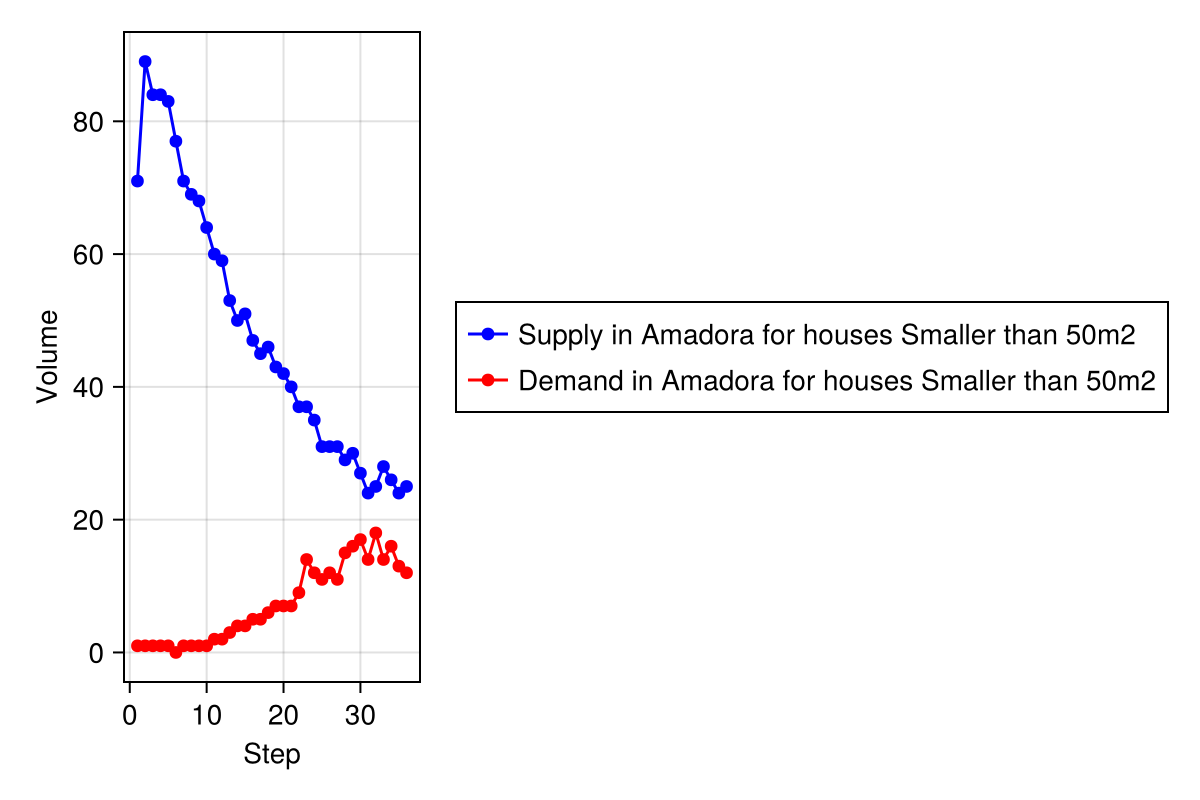 80
60
40
20
0
Volume
0 10 20 30
Step
Supply in Amadora for houses Smaller than 50m2
Demand in Amadora for houses Smaller than 50m2